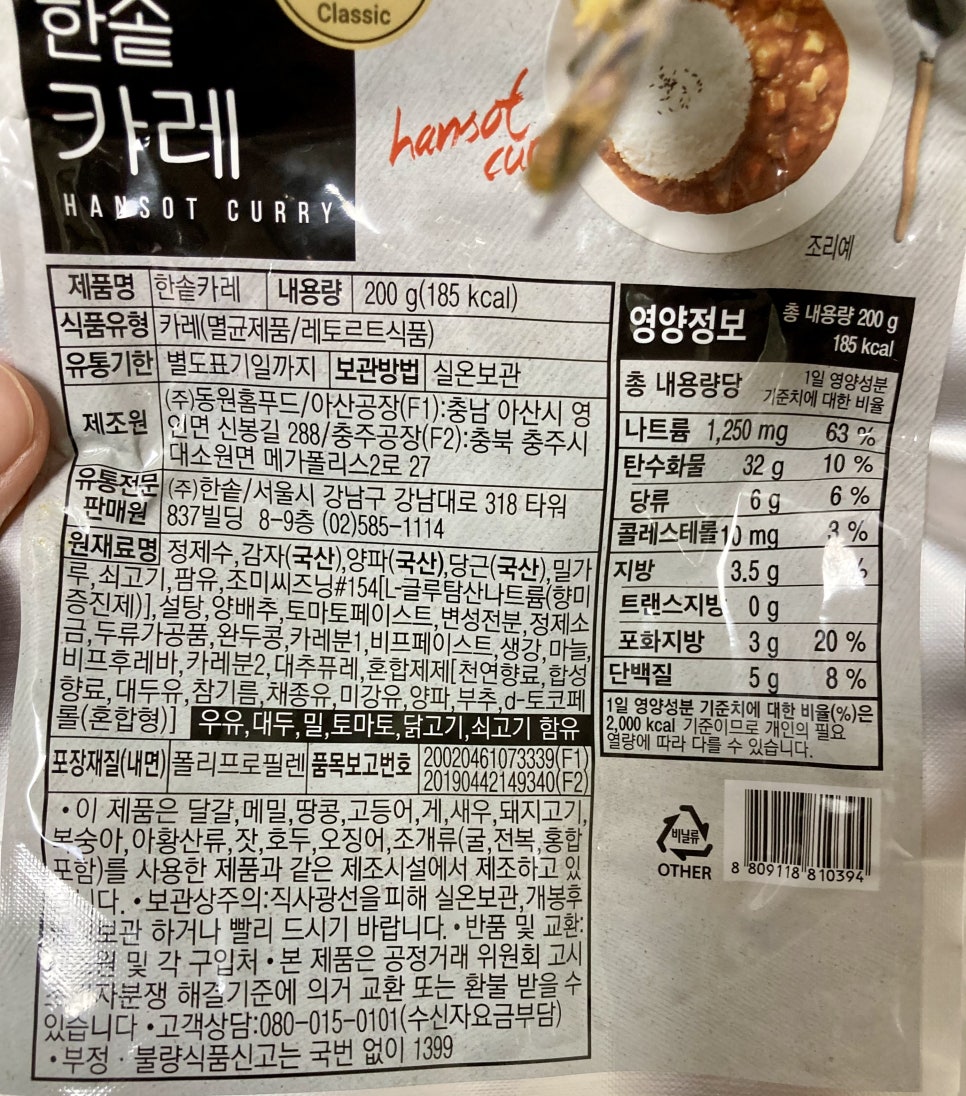 Classic
한솥
카레
HANSOT CURRY
hansot
cu
조리예
제품명 한솥카레 내용량 200 g(185 kcal)
식품유형 카레(멸균제품/레토르트식품)
유통기한 별도표기일까지 보관방법 실온보관
제조원 (주)동원홈푸드/아산공장(F1):충남 아산시 영
인면 신봉길 288/충주공장(F2):충북 충주시
대소원면 메가폴리스2로 27
유통전문
판매원
(주)한솥/서울시 강남구 강남대로 318 타워
837빌딩 8-9층 (02)585-1114
원재료명 정제수,감자(국산),양파(국산),당근(국산),밀가
루,쇠고기,팜유,조미씨즈닝#154[L-글루탐산나트륨(향미
증진제)],설탕,양배추,토마토페이스트,변성전분,정제소
금,두류가공품,완두콩,카레분1,비프페이스트,생강,마늘,
비프후레바,카레분2,대추퓨레,혼합제제[천연향료,합성
향료,대두유,참기름,채종유,미강유,양파,부추,d-토코페
롤(혼합형)] 우유,대두,밀,토마토,닭고기,쇠고기 함유
포장재질(내면) 폴리프로필렌 품목보고번호 20020461073339(F1)
20190442149340(F2)
•이 제품은 달걀,메밀,땅콩,고등어,게,새우,돼지고기,
복숭아,아황산류,잣,호두,오징어,조개류(굴,전복,홍합
포함)를 사용한 제품과 같은 제조시설에서 제조하고 있
다. •보관상주의:직사광선을 피해 실온보관,개봉후
보관 하거나 빨리 드시기 바랍니다. •반품 및 교환:
원 및 각 구입처 •본 제품은 공정거래 위원회 고시
자분쟁 해결기준에 의거 교환 또는 환불 받을 수
있습니다 •고객상담:080-015-0101(수신자요금부담)
•부정·불량식품신고는 국번 없이 1399
영양정보 총 내용량 200 g
185 kcal
총 내용량당 1일 영양성분
기준치에 대한 비율
나트륨 1,250 mg 63 %
탄수화물 32 g 10 %
당류 6 g 6 %
콜레스테롤 10 mg 3 %
지방 3.5 g %
트랜스지방 0 g
포화지방 3 g 20 %
단백질 5 g 8 %
1일 영양성분 기준치에 대한 비율(%)은
2,000 kcal 기준이므로 개인의 필요
열량에 따라 다를 수 있습니다.
비닐류
OTHER
8 809118 810394